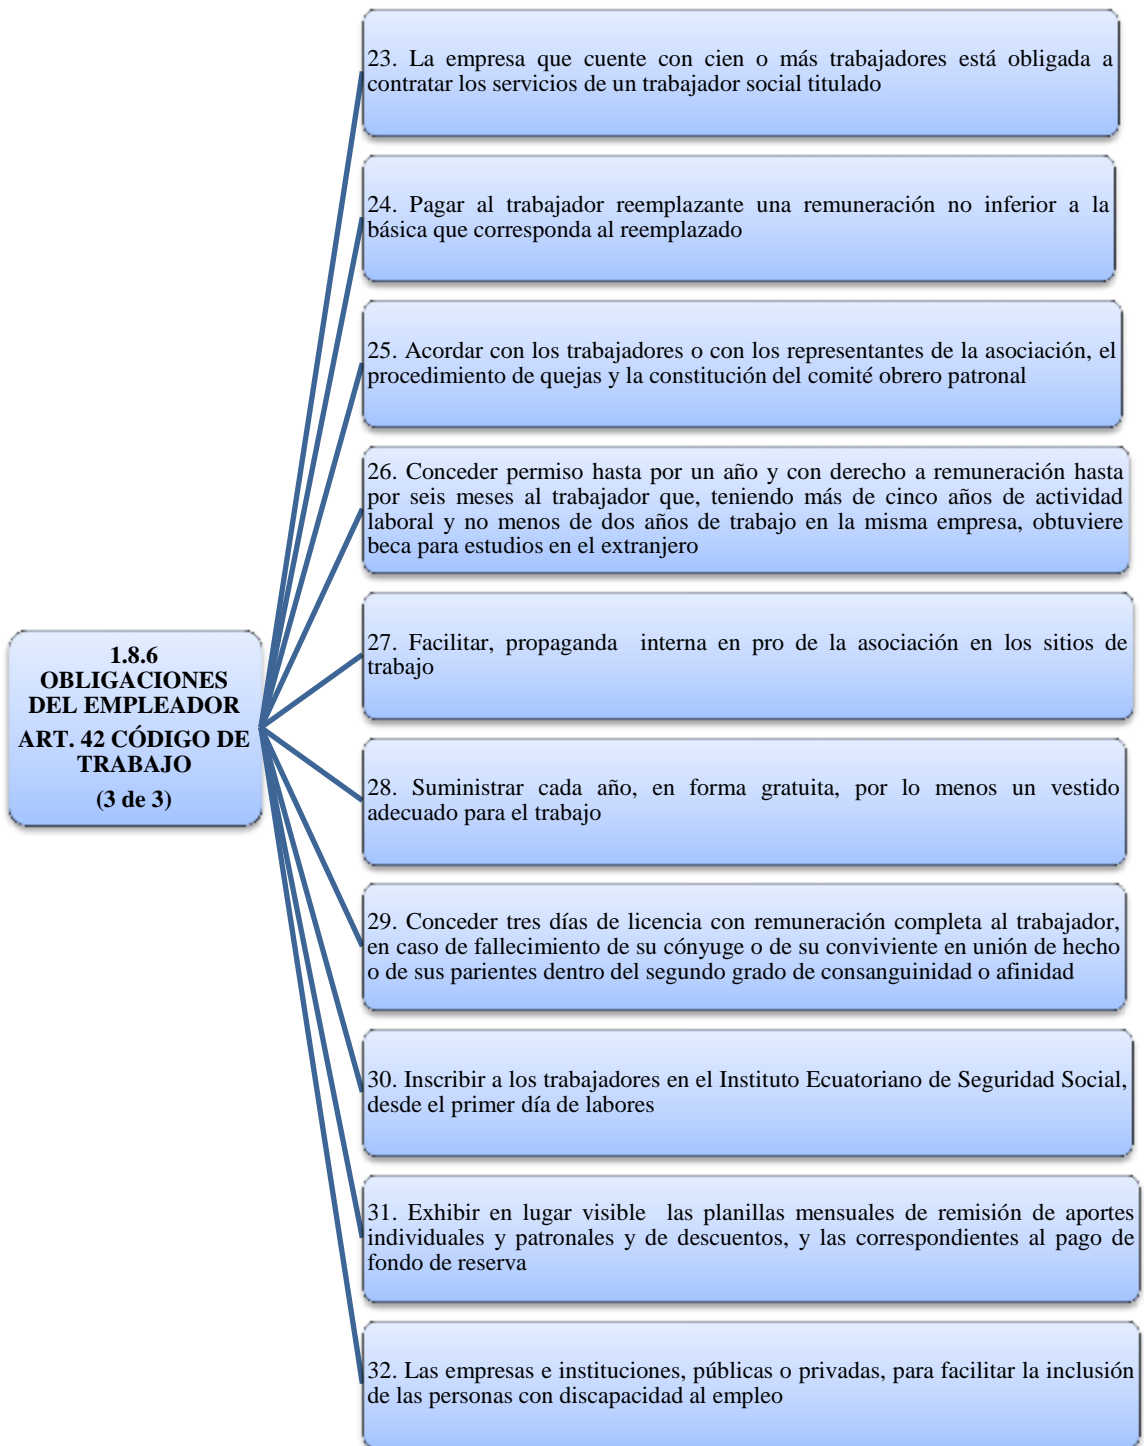 23. La empresa que cuente con cien o más trabajadores está obligada a
contratar los servicios de un trabajador social titulado
24. Pagar al trabajador reemplazante una remuneración no inferior a la
básica que corresponda al reemplazado
25. Acordar con los trabajadores o con los representantes de la asociación, el
procedimiento de quejas y la constitución del comité obrero patronal
26. Conceder permiso hasta por un año y con derecho a remuneración hasta
por seis meses al trabajador que, teniendo más de cinco años de actividad
laboral y no menos de dos años de trabajo en la misma empresa, obtuviere
beca para estudios en el extranjero
1.8.6
OBLIGACIONES
DEL EMPLEADOR
ART. 42 CÓDIGO DE
TRABAJO
(3 de 3)
27. Facilitar, propaganda interna en pro de la asociación en los sitios de
trabajo
28. Suministrar cada año, en forma gratuita, por lo menos un vestido
adecuado para el trabajo
29. Conceder tres días de licencia con remuneración completa al trabajador,
en caso de fallecimiento de su cónyuge o de su conviviente en unión de hecho
o de sus parientes dentro del segundo grado de consanguinidad o afinidad
30. Inscribir a los trabajadores en el Instituto Ecuatoriano de Seguridad Social,
desde el primer día de labores
31. Exhibir en lugar visible las planillas mensuales de remisión de aportes
individuales y patronales y de descuentos, y las correspondientes al pago de
fondo de reserva
32. Las empresas e instituciones, públicas o privadas, para facilitar la inclusión
de las personas con discapacidad al empleo